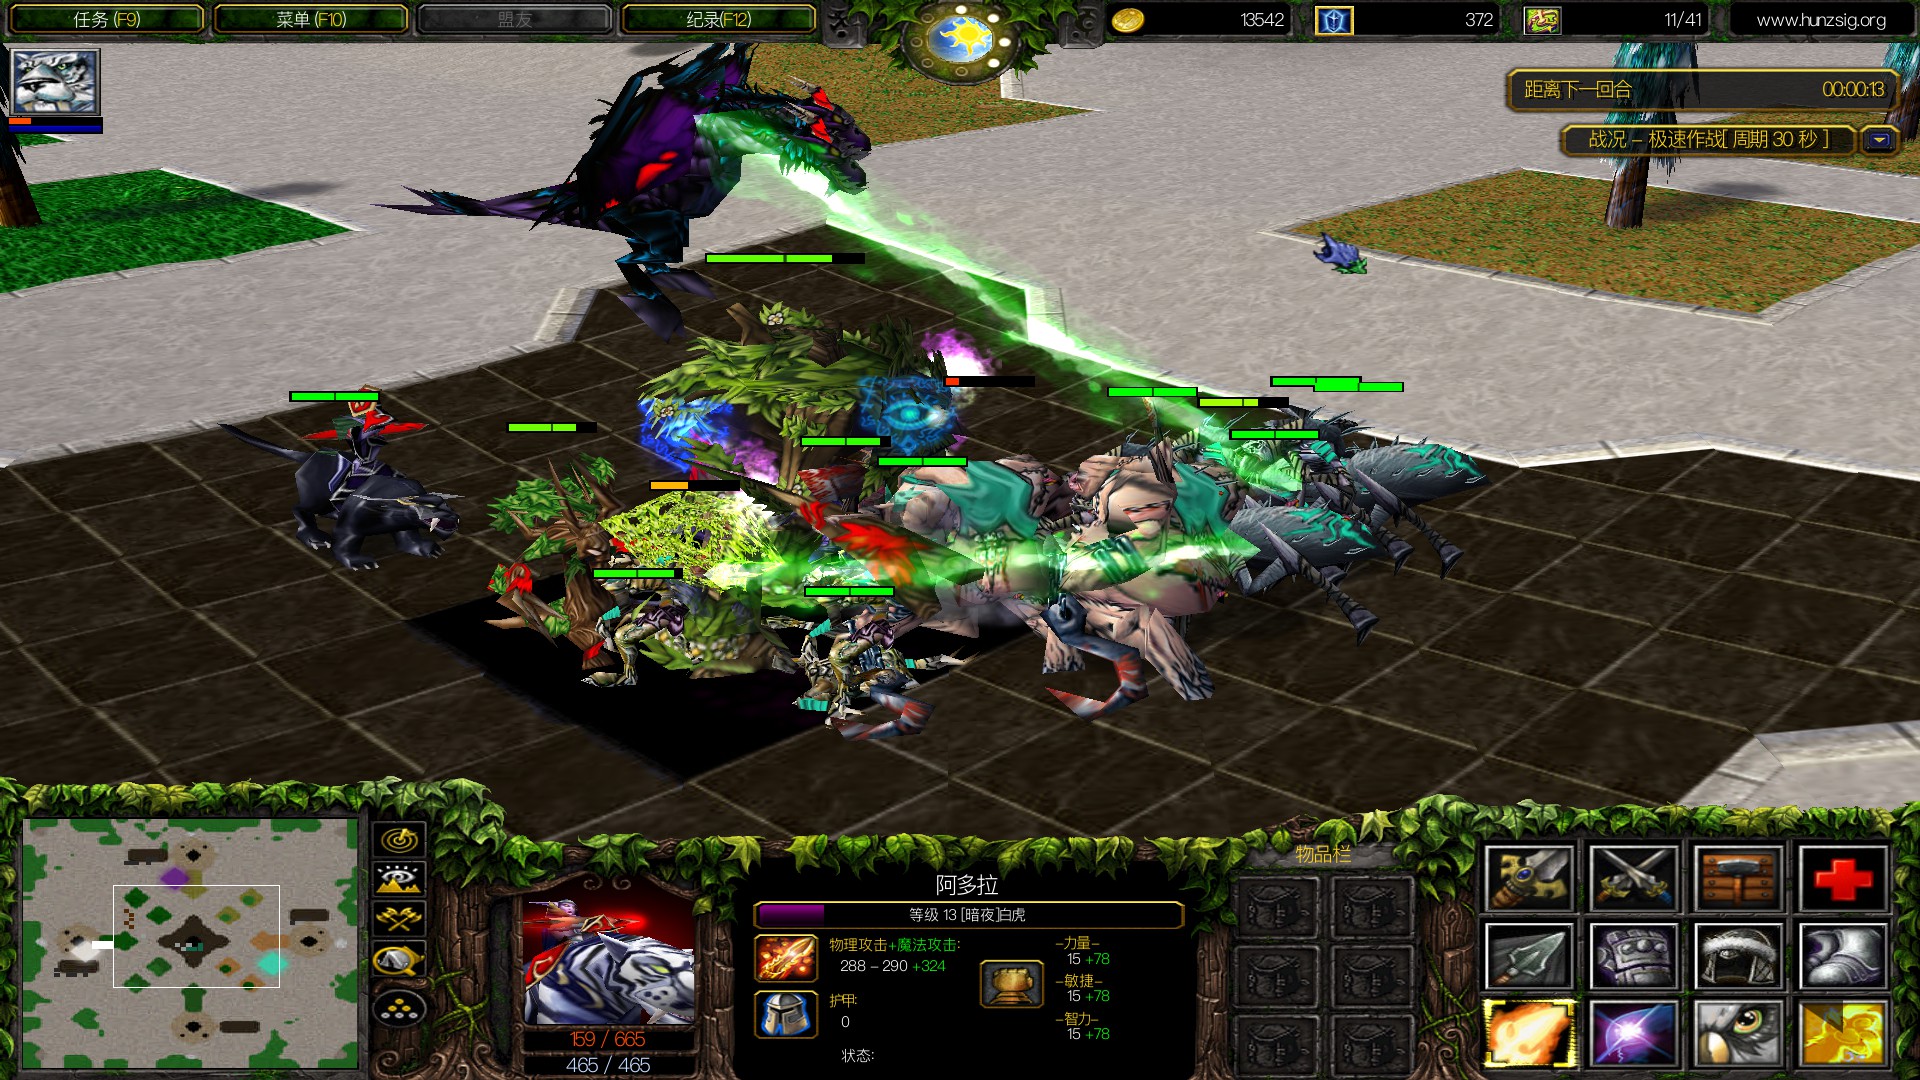 任务 (F9)
菜单 (F10)
盟友
纪录(F12)
13542
372
11/41
www.hunzsig.org
距离下一回合
00:00:13
战况 – 极速作战[ 周期 30 秒 ]
阿多拉
等级 13 [暗夜]白虎
物理攻击+魔法攻击:
288 – 290 +324
护甲:
0
状态:
–力量–
15 +78
–敏捷–
15 +78
–智力–
15 +78
159 / 665
465 / 465
物品栏